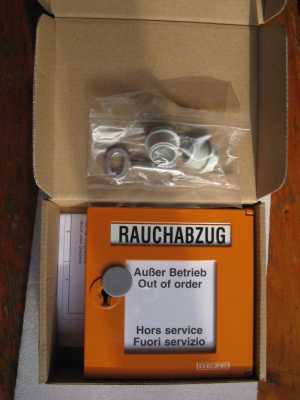 RAUCHABZUG
Außer Betrieb
Out of order
Hors service
Fuori servizio